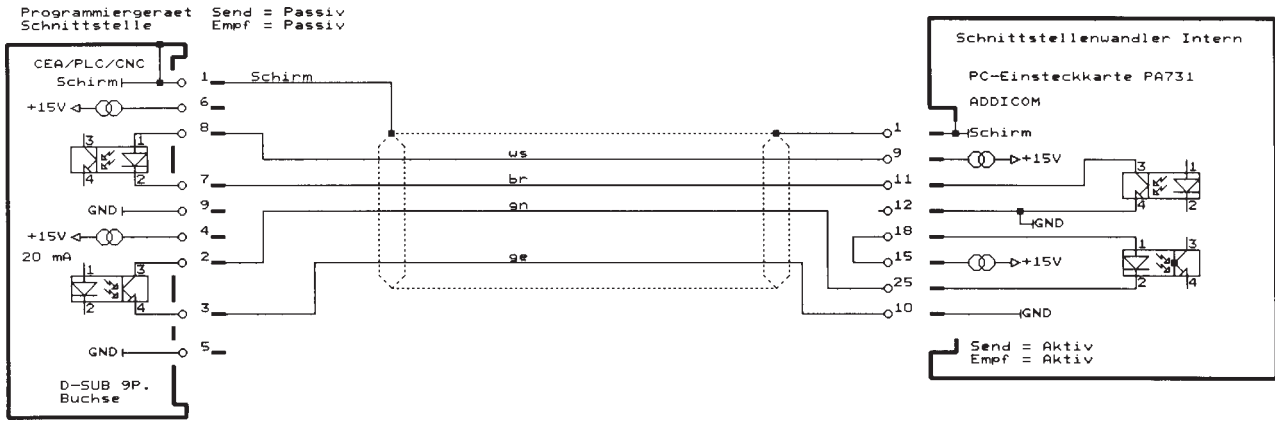 Programmiergeraet Send = Passiv
Schnittstelle Empf = Passiv
CEA/PLC/CNC
Schirm
1
Schirm
+15V
6
8
3
1
4
2
7
GND
9
+15V
4
20 mA
2
1
3
2
4
3
GND
5
D-SUB 9P.
Buchse
ws
br
gn
ge
Schnittstellenwandler Intern
PC-Einsteckkarte PA731
ADDICOM
1
Schirm
9
+15V
11
3
1
4
2
12
GND
18
1
3
15
+15V
25
2
4
10
GND
Send = Aktiv
Empf = Aktiv